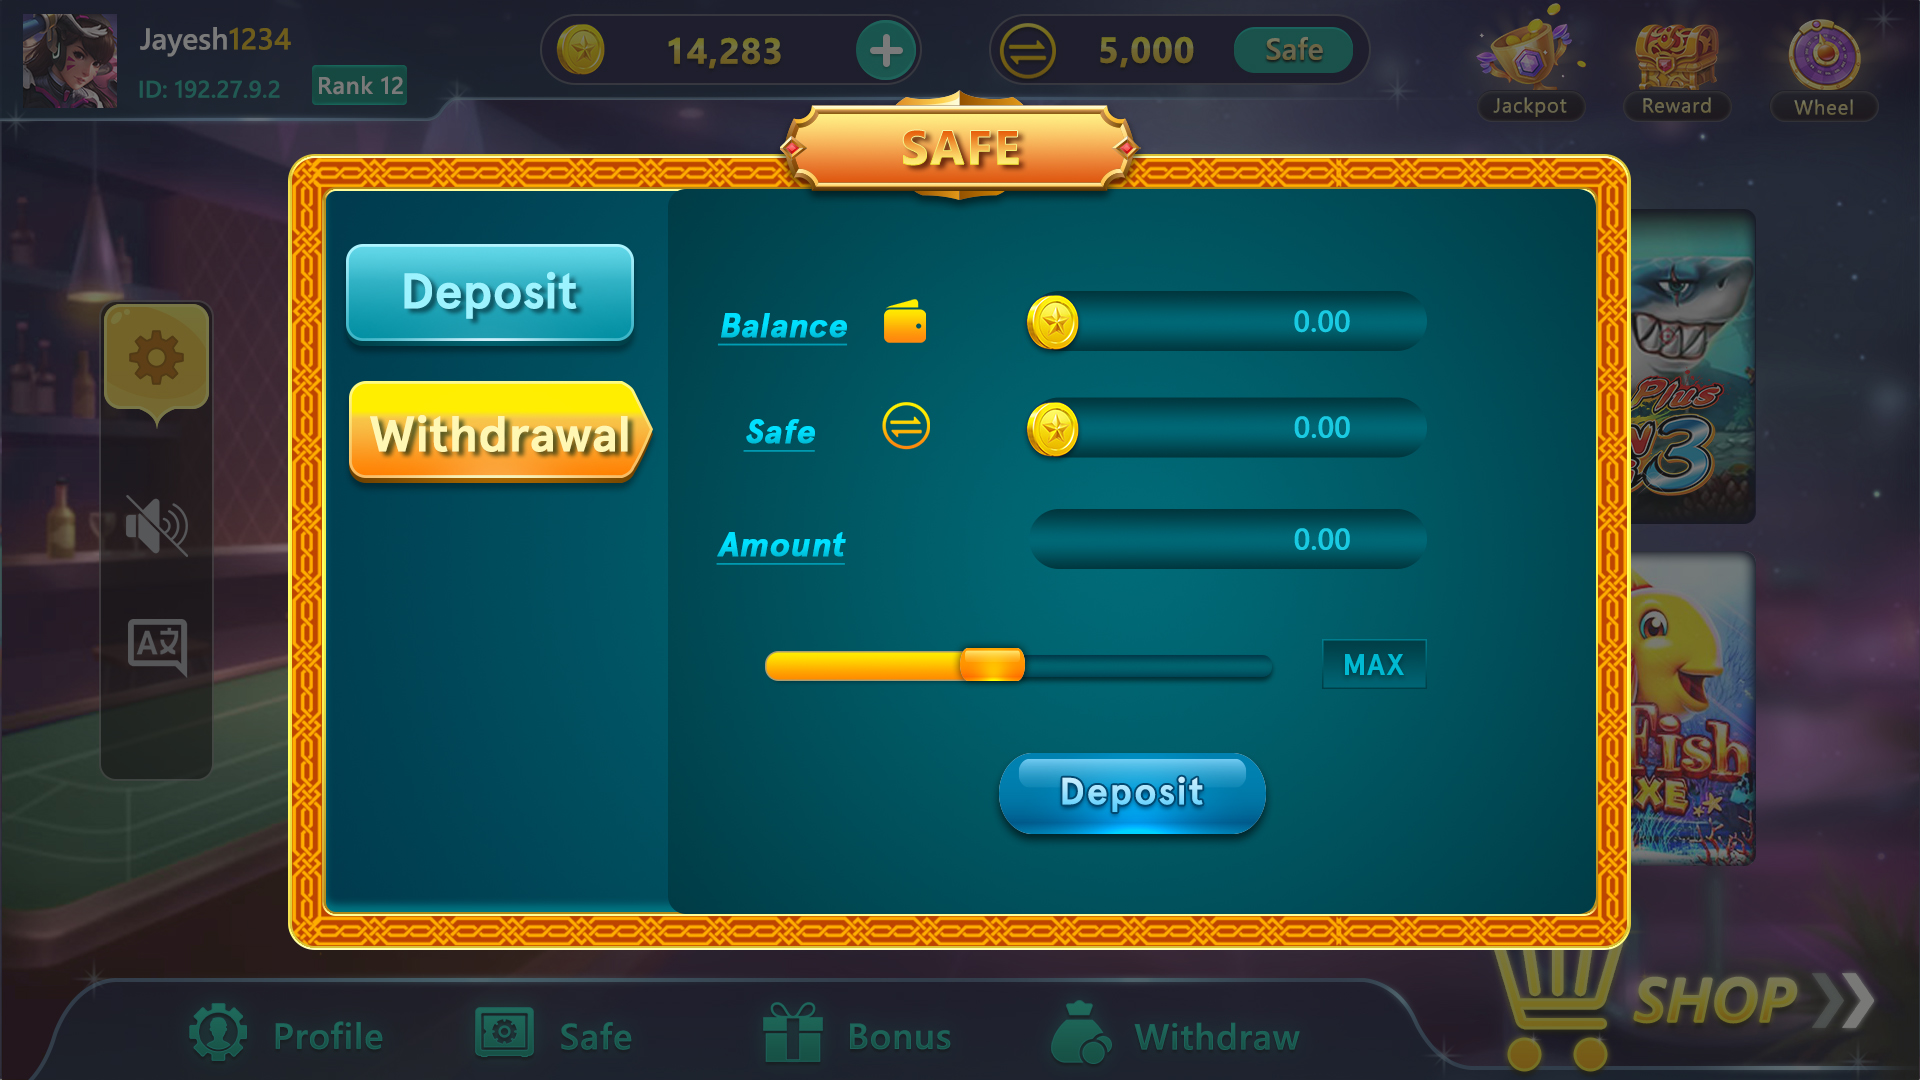 Jayesh1234
ID: 192.27.9.2
Rank 12
14,283
5,000
Safe
Jackpot
Reward
Wheel
SAFE
Deposit
Withdrawal
Balance
0.00
Safe
0.00
Amount
0.00
MAX
Deposit
A文
Plus
3
Fish
XE
Profile
Safe
Bonus
Withdraw
SHOP